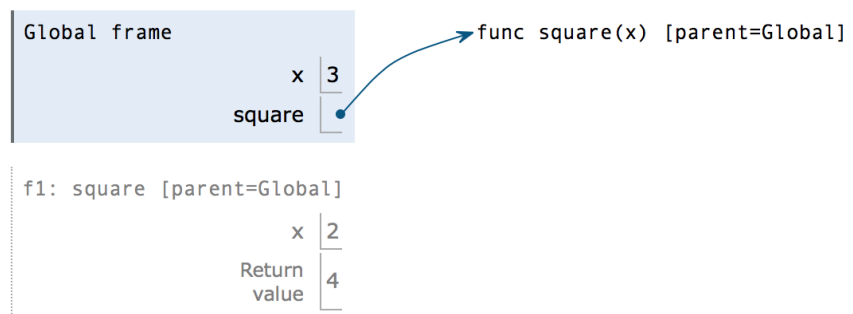 Global frame
func square(x) [parent=Global]
x 3
square
f1: square [parent=Global]
x 2
Return
value
4